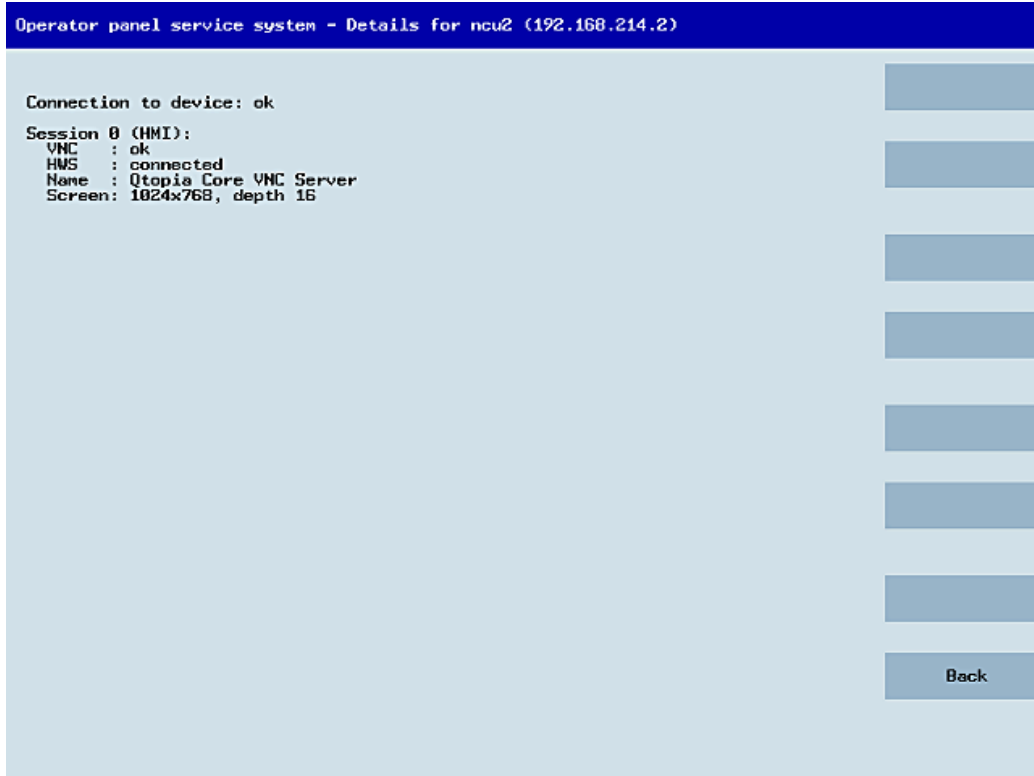 Operator panel service system - Details for ncu2 (192.168.214.2)
Connection to device: ok
Session 0 (HMI):
VNC : ok
HWS : connected
Name : Qtopia Core VNC Server
Screen: 1024x768, depth 16
Back